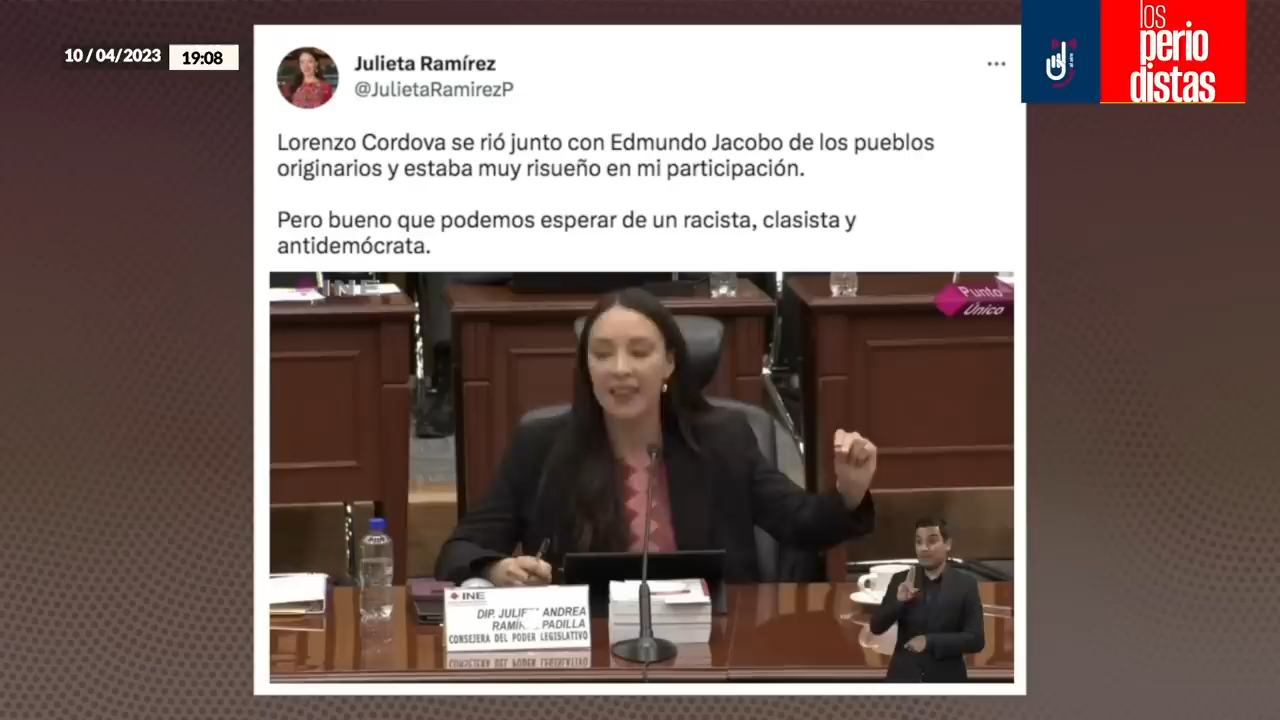 10/04/2023 19:08
los
perio
distas
Julieta Ramírez
@JulietaRamirezP
Lorenzo Cordova se rió junto con Edmundo Jacobo de los pueblos
originarios y estaba muy risueño en mi participación.
Pero bueno que podemos esperar de un racista, clasista y
antidemócrata.
INE
Punto
Único
INE
DIP. JULIETA ANDREA
RAMÍREZ PADILLA
CONSEJERA DEL PODER LEGISLATIVO